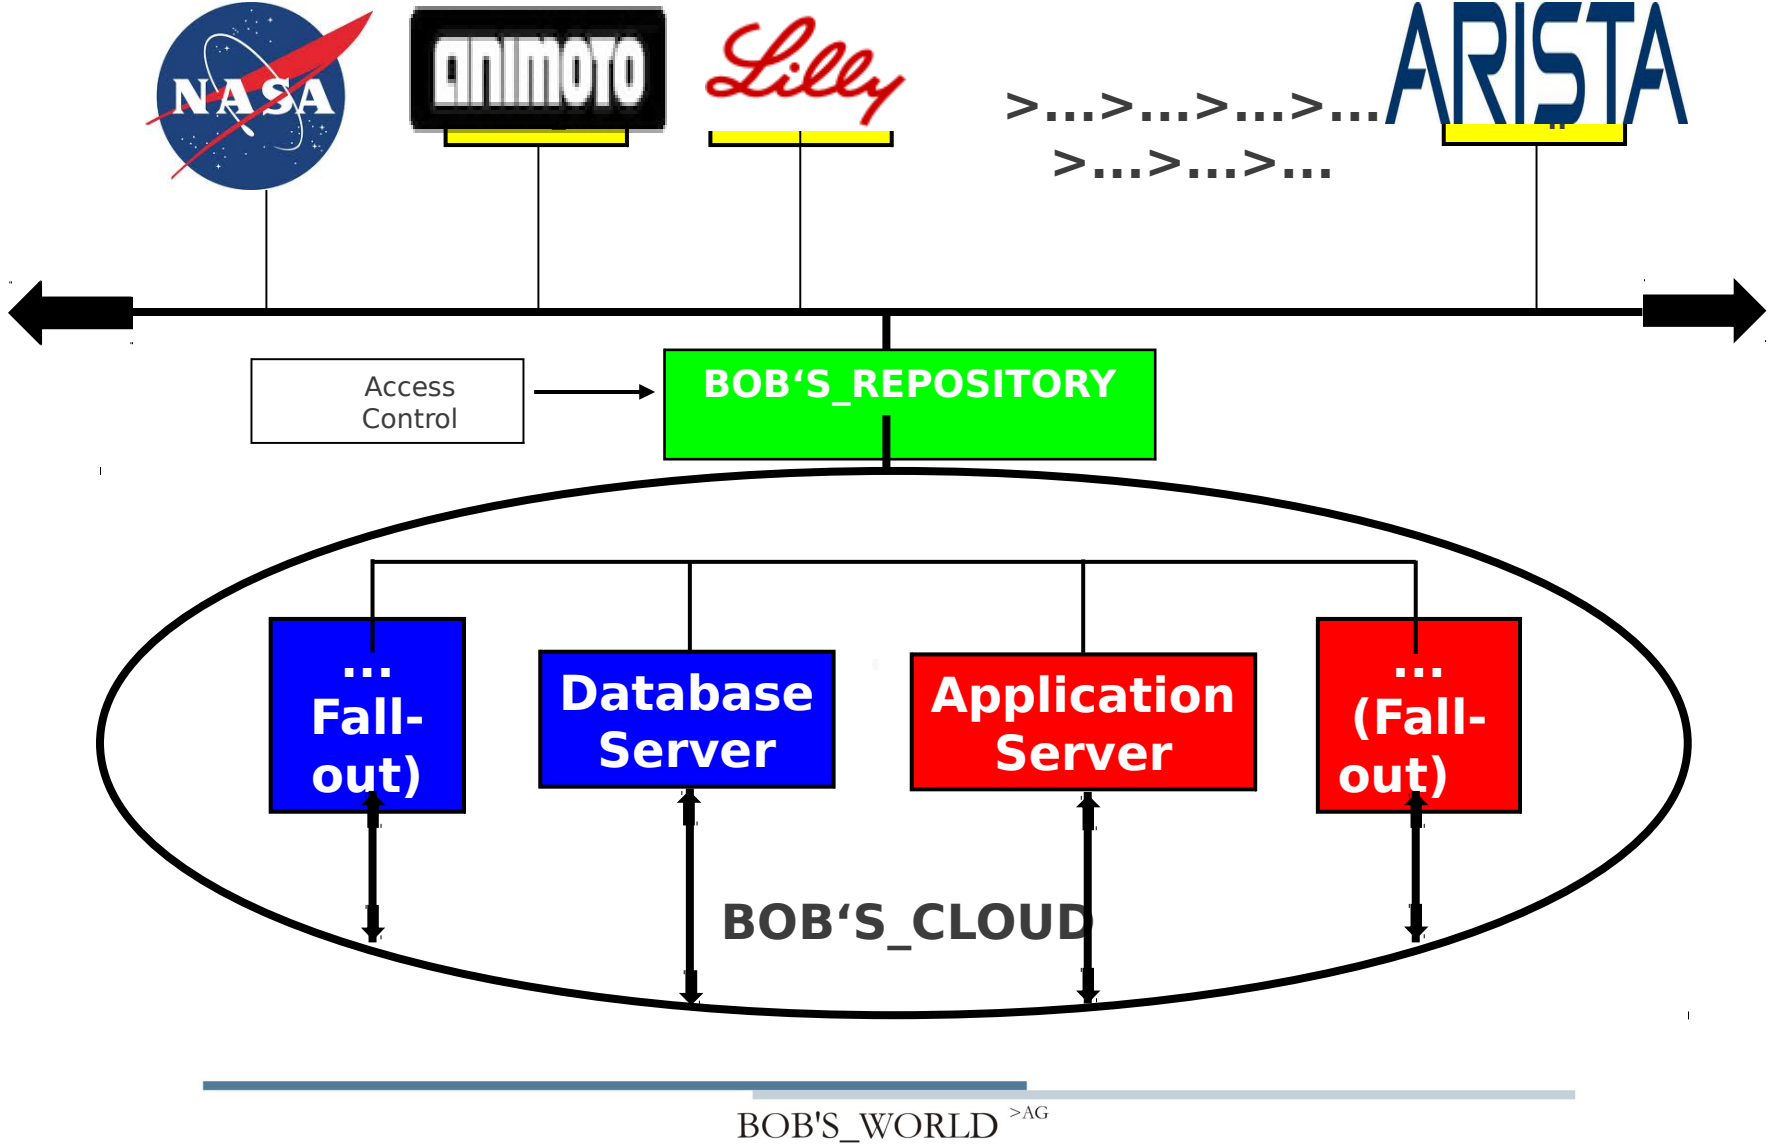 NASA
ANIMOTO
Lilly
ARISTA
>...>...>...>...
>...>...>...
Access
Control
BOB‘S_REPOSITORY
...
Fall-
out)
Database
Server
Application
Server
...
(Fall-
out)
BOB‘S_CLOUD
BOB'S_WORLD >AG